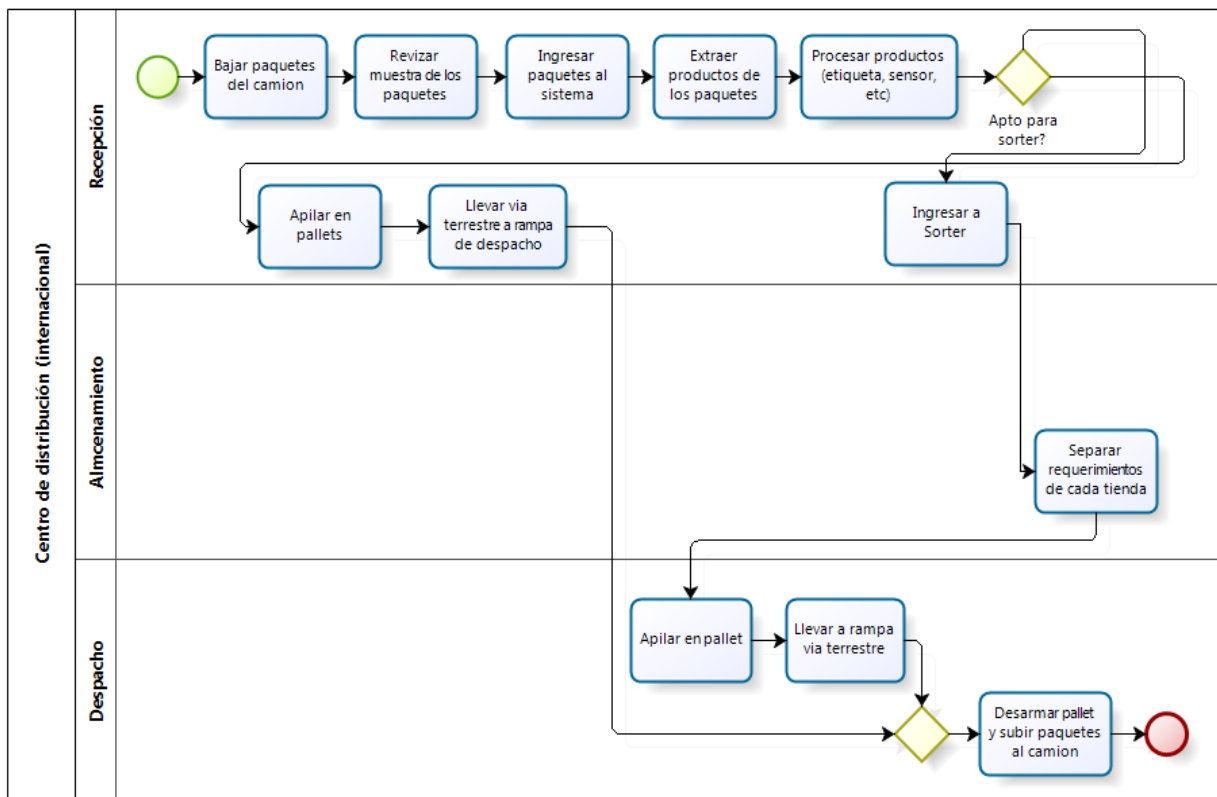 Centro de distribución (internacional)
Recepción
Bajar paquetes
del camion
Revizar
muestra de los
paquetes
Ingresar
paquetes al
sistema
Extraer
productos de
los paquetes
Procesar productos
(etiqueta, sensor,
etc)
Apto para
sorter?
Apilar en
pallets
Llevar via
terrestre a rampa
de despacho
Ingresar a
Sorter
Almcenamiento
Separar
requerimientos
de cada tienda
Despacho
Apilar en pallet
Llevar a rampa
via terrestre
Desarmar pallet
y subir paquetes
al camion